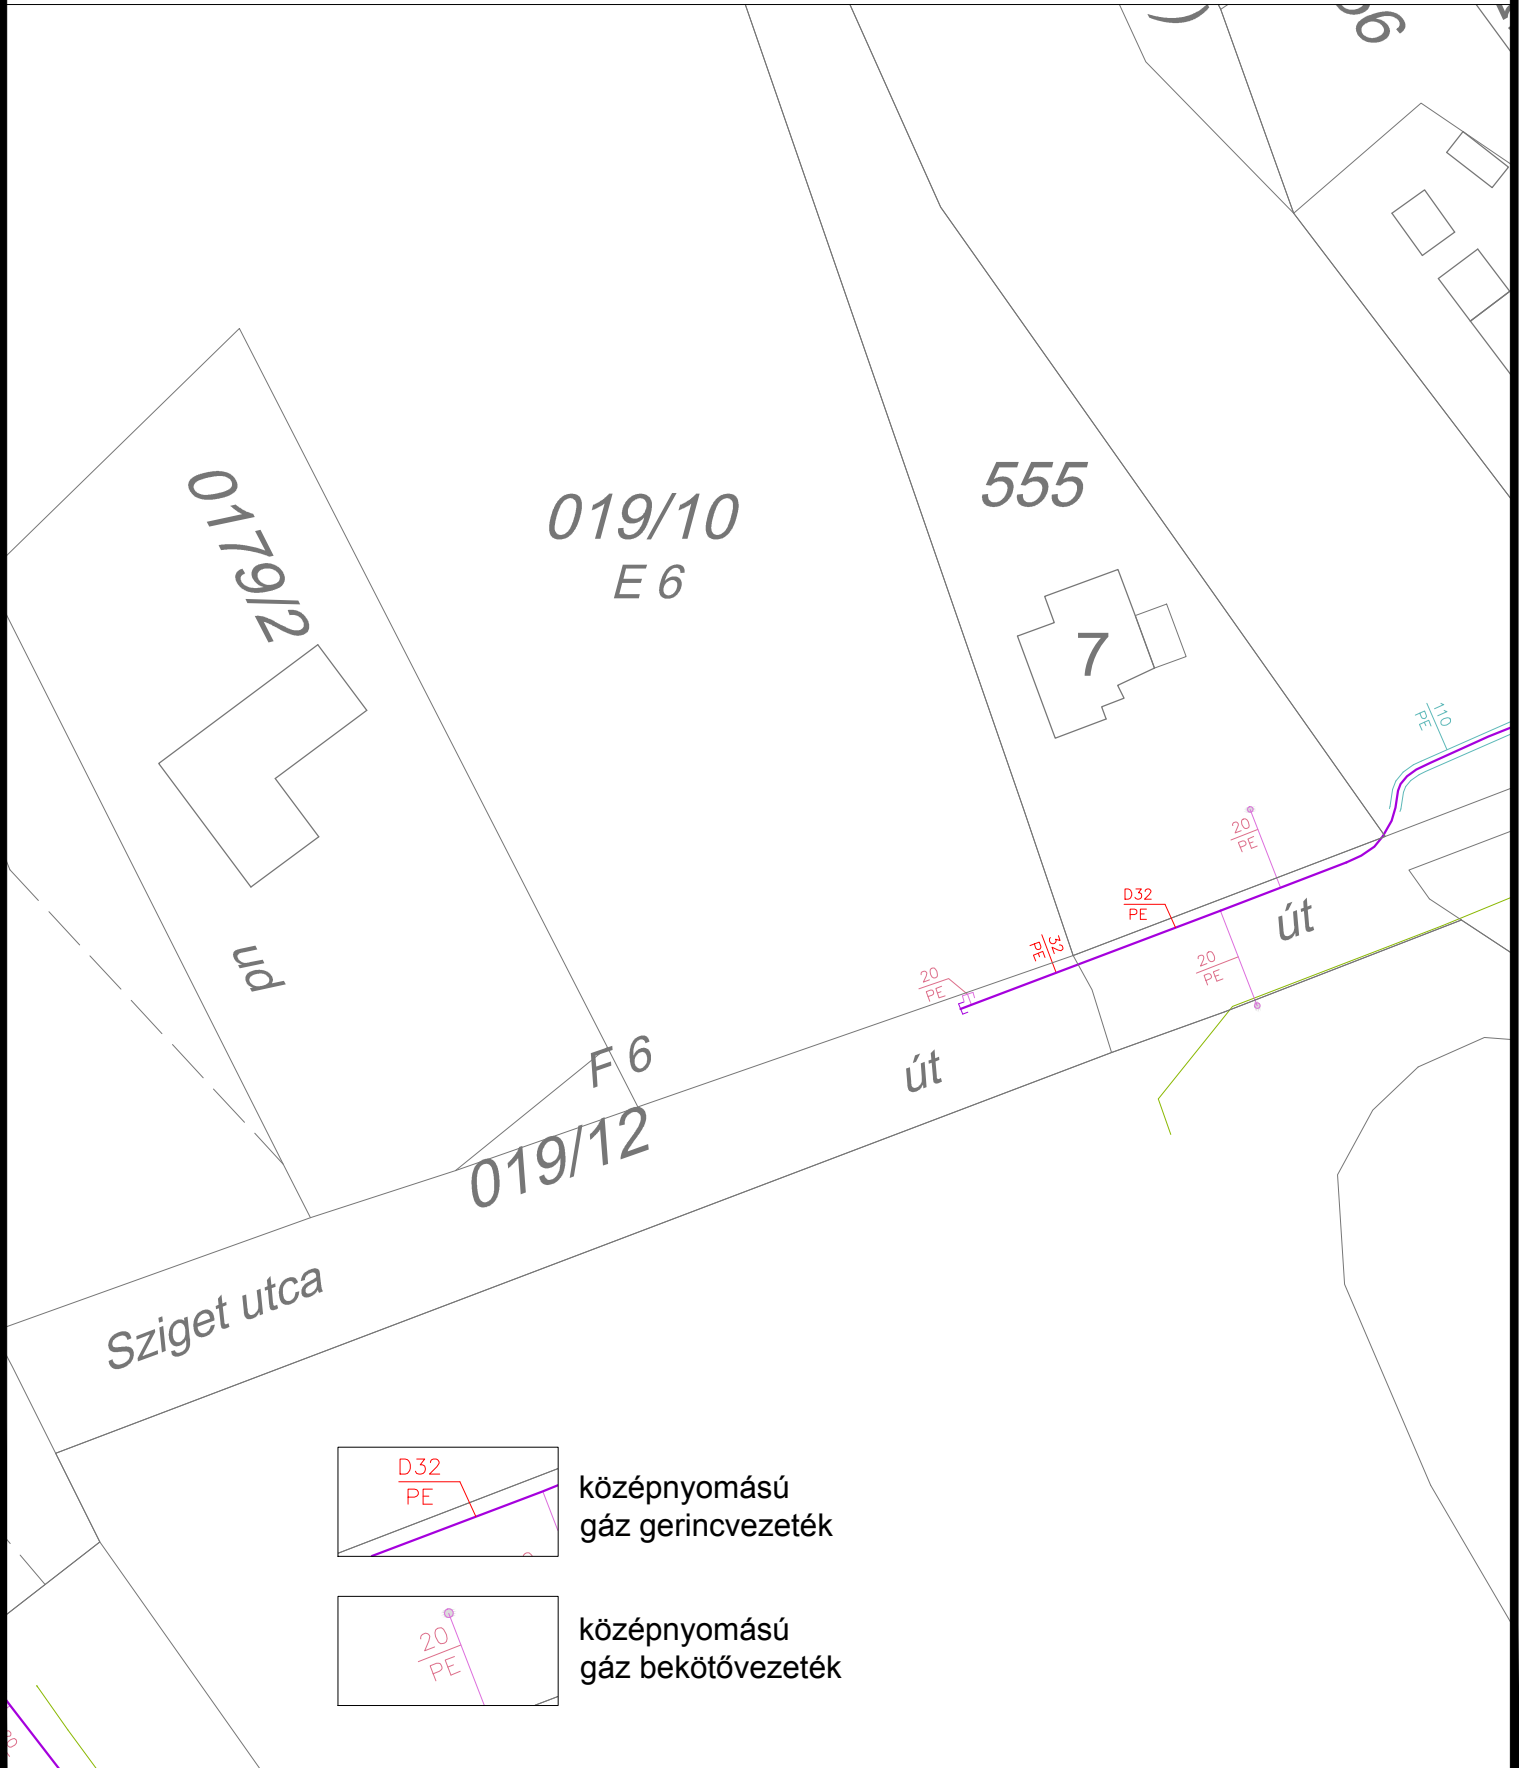 )
66
0179/2
019/10
E 6
555
7
110
PE
20
PE
D32
PE
út
32
PE
20
PE
20
PE
ud
F 6
út
019/12
Sziget utca
D32
PE
középnyomású
gáz gerincvezeték
20
PE
középnyomású
gáz bekötővezeték